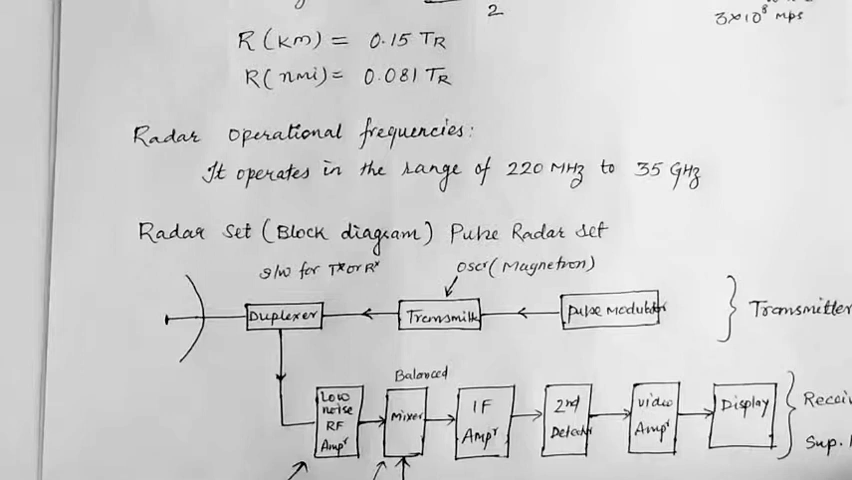 2
3×10⁸ mps
R(km) = 0.15 TR
R(nmi) = 0.081 TR
Radar Operational frequencies:
It operates in the range of 220 MHz to 35 GHz
Radar Set (Block diagram) Pulse Radar set
s/w for Tˣ or Rˣ
oscr (Magnetron)
Duplexer
Transmitte
Pulse Modulator
Transmitter
Balanced
Low
noise
RF
Ampʳ
Mixer
IF
Ampʳ
2nd
Detector
Video
Ampʳ
Display
Recei
Sup.